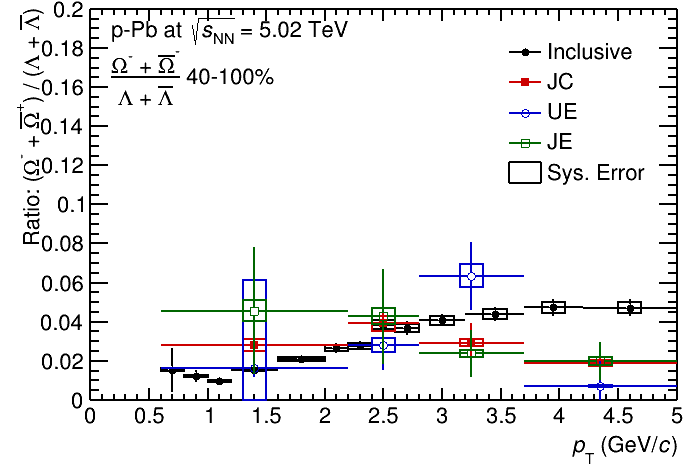 p-Pb at √s_NN = 5.02 TeV
Ω⁻ + Ω̅⁻
Λ + Λ̅
40-100%
Inclusive
JC
UE
JE
Sys. Error
Ratio: (Ω⁻ + Ω̅⁺) / (Λ + Λ̅)
0.2
0.18
0.16
0.14
0.12
0.1
0.08
0.06
0.04
0.02
0
0 0.5 1 1.5 2 2.5 3 3.5 4 4.5 5
p_T (GeV/c)